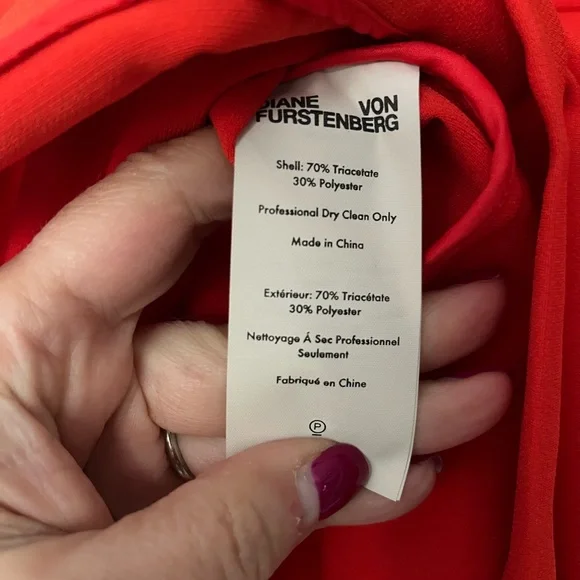 DIANE VON
FURSTENBERG
Shell: 70% Triacetate
30% Polyester
Professional Dry Clean Only
Made in China
Extérieur: 70% Triacétate
30% Polyester
Nettoyage Á Sec Professionnel
Seulement
Fabriqué en Chine
P